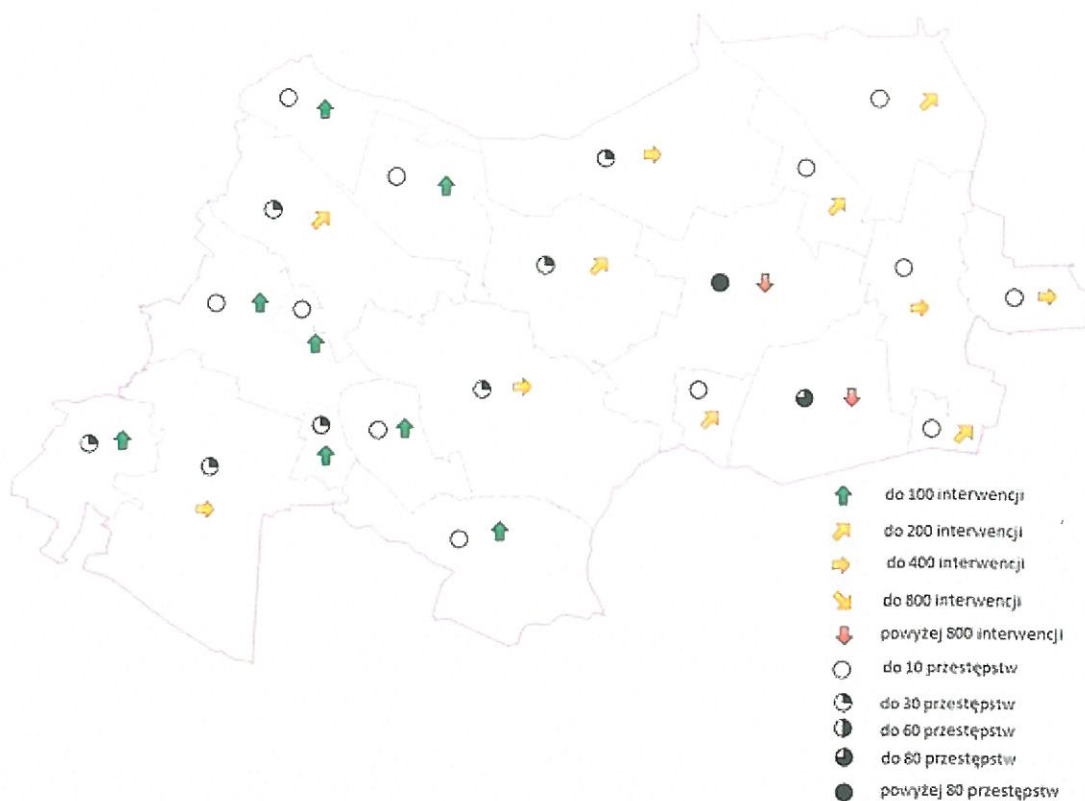 do 100 interwencji
do 200 interwencji
do 400 interwencji
do 800 interwencji
powyżej 800 interwencji
do 10 przestępstw
do 30 przestępstw
do 60 przestępstw
do 80 przestępstw
powyżej 80 przestępstw